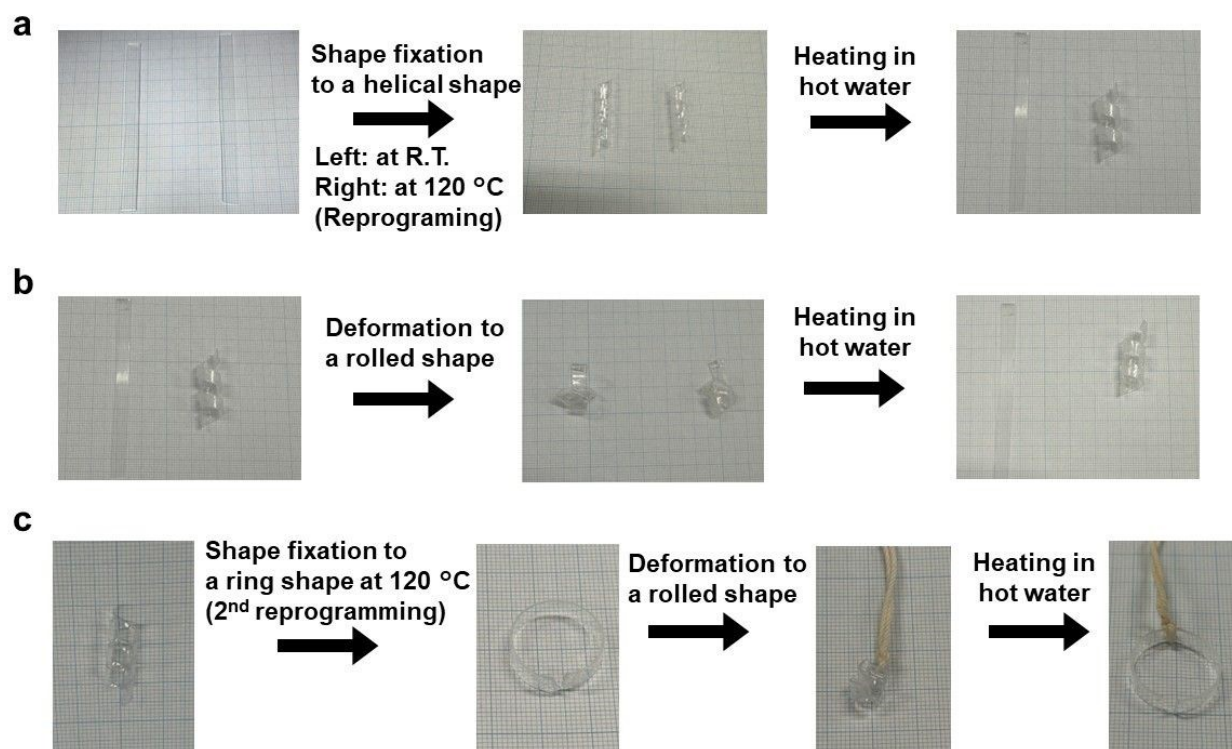 a
Shape fixation
to a helical shape
Left: at R.T.
Right: at 120 °C
(Reprograming)
Heating in
hot water
b
Deformation to
a rolled shape
Heating in
hot water
c
Shape fixation to
a ring shape at 120 °C
(2nd reprogramming)
Deformation to
a rolled shape
Heating in
hot water